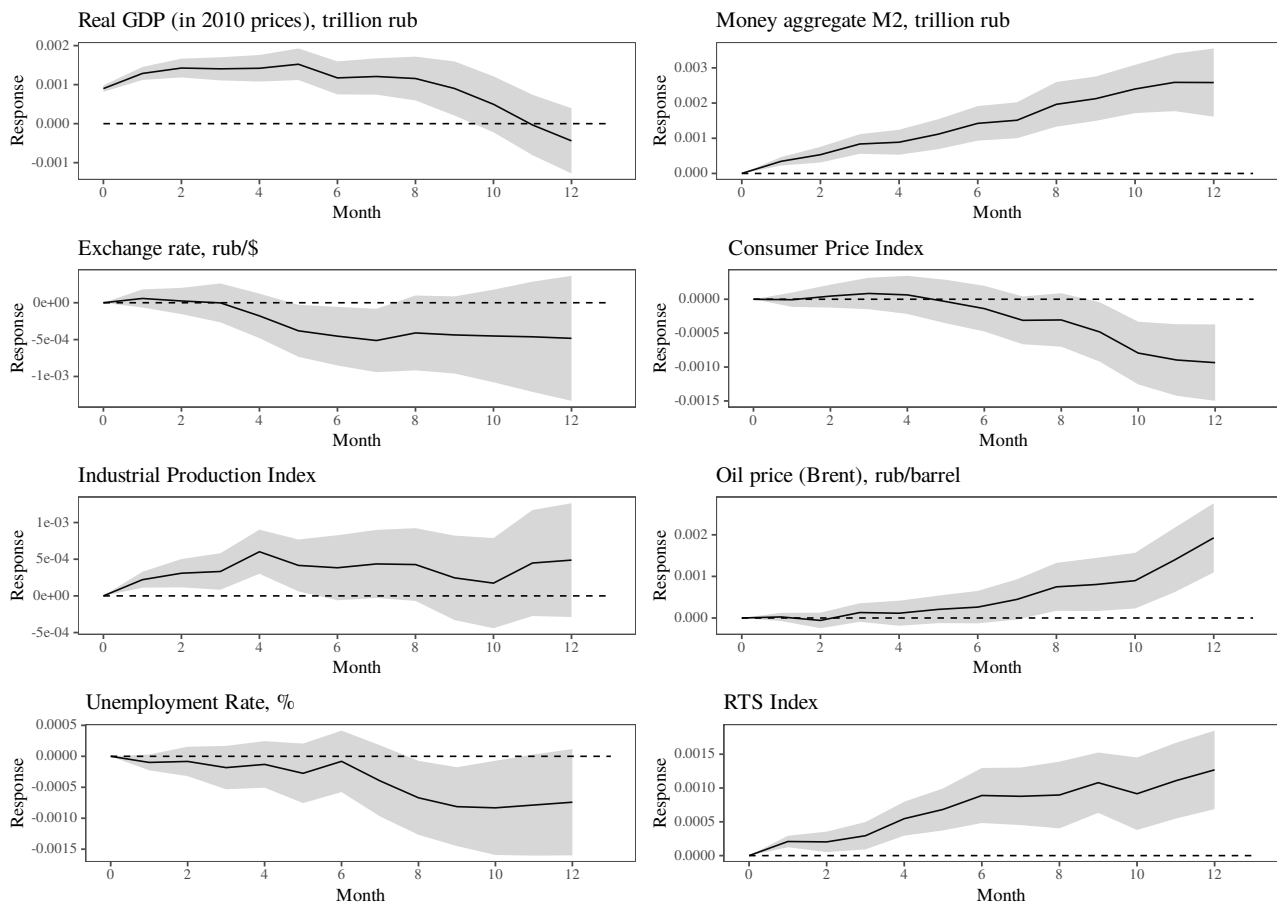 Real GDP (in 2010 prices), trillion rub
Response
0.002
0.001
0.000
-0.001
0 2 4 6 8 10 12
Month
Money aggregate M2, trillion rub
Response
0.003
0.002
0.001
0.000
0 2 4 6 8 10 12
Month
Exchange rate, rub/$
Response
0e+00
-5e-04
-1e-03
0 2 4 6 8 10 12
Month
Consumer Price Index
Response
0.0000
-0.0005
-0.0010
-0.0015
0 2 4 6 8 10 12
Month
Industrial Production Index
Response
1e-03
5e-04
0e+00
-5e-04
0 2 4 6 8 10 12
Month
Oil price (Brent), rub/barrel
Response
0.002
0.001
0.000
0 2 4 6 8 10 12
Month
Unemployment Rate, %
Response
0.0005
0.0000
-0.0005
-0.0010
-0.0015
0 2 4 6 8 10 12
Month
RTS Index
Response
0.0015
0.0010
0.0005
0.0000
0 2 4 6 8 10 12
Month